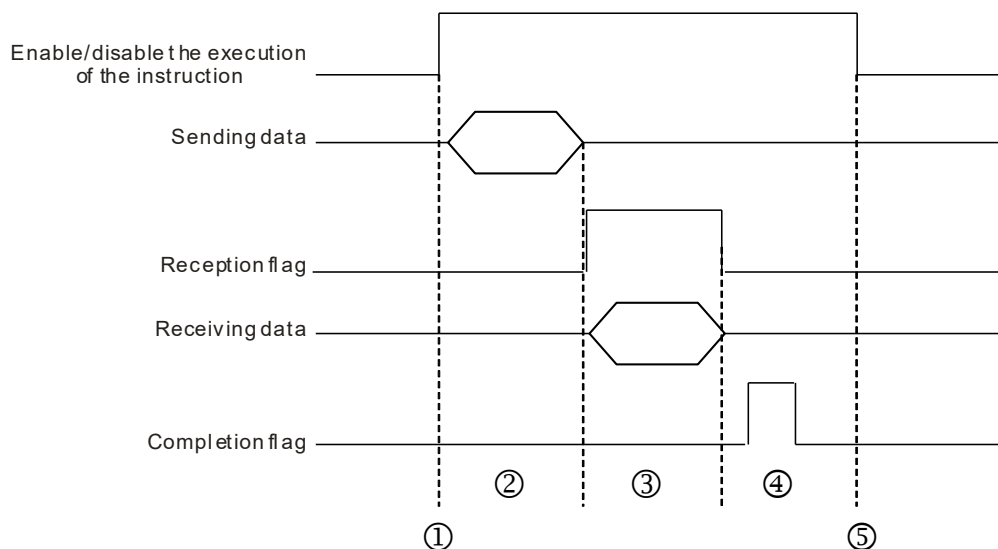 Enable/disable the execution
of the instruction
Sending data
Reception flag
Receiving data
Completion flag
② ③ ④
① ⑤